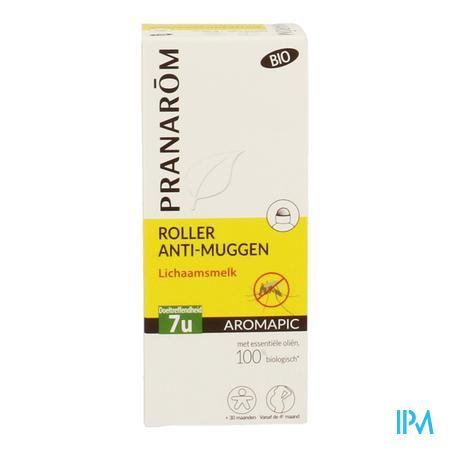 PRANARŌM
BIO
ROLLER
ANTI-MUGGEN
Lichaamsmelk
Doeltreffendheid
7u
AROMAPIC
met essentiële oliën,
100% biologisch*
+ 30 maanden
Vanaf de 4e maand
IPM